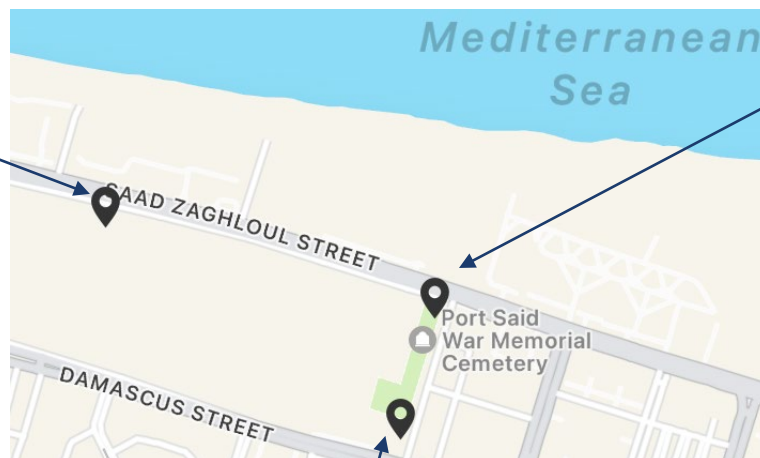 Mediterranean
Sea
SAAD ZAGHLOUL STREET
Port Said
War Memorial
Cemetery
DAMASCUS STREET